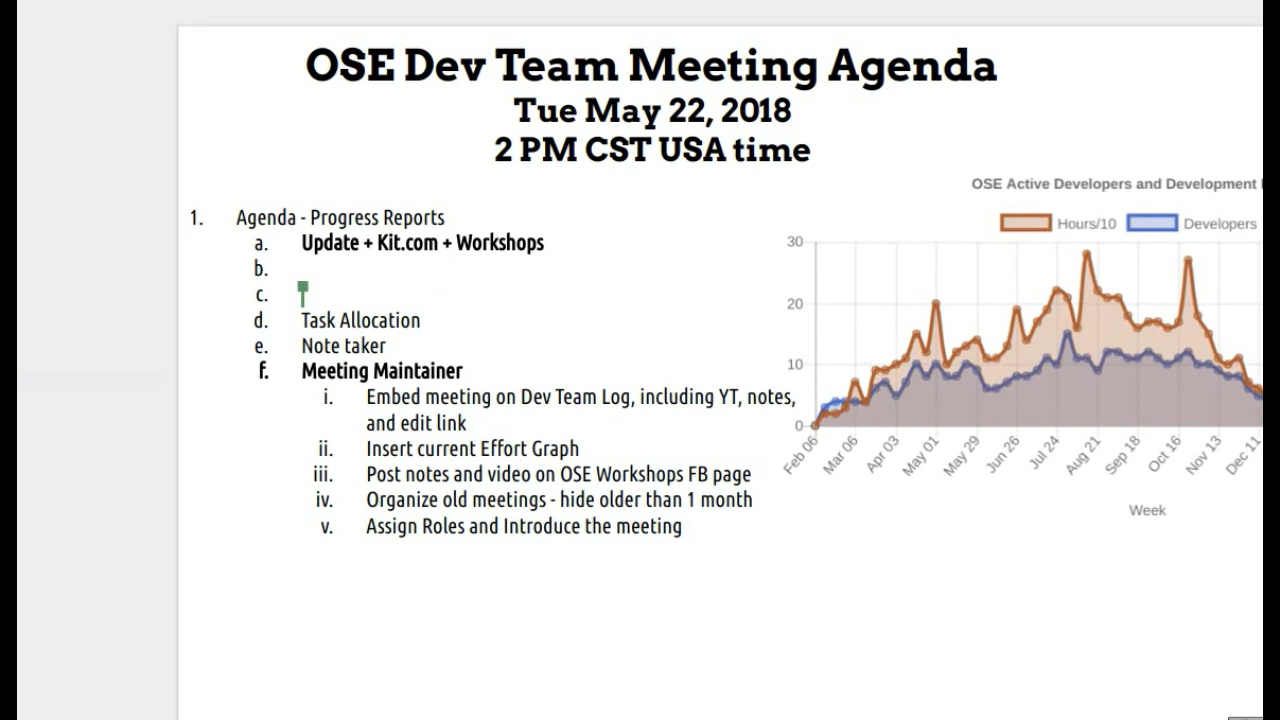 OSE Dev Team Meeting Agenda
Tue May 22, 2018
2 PM CST USA time
1. Agenda - Progress Reports
a. Update + Kit.com + Workshops
b.
c.
d. Task Allocation
e. Note taker
f. Meeting Maintainer
i. Embed meeting on Dev Team Log, including YT, notes,
and edit link
ii. Insert current Effort Graph
iii. Post notes and video on OSE Workshops FB page
iv. Organize old meetings - hide older than 1 month
v. Assign Roles and Introduce the meeting
OSE Active Developers and Development
Hours/10 Developers
30
20
10
0
Feb 06 Mar 06 Apr 03 May 01 May 29 Jun 26 Jul 24 Aug 21 Sep 18 Oct 16 Nov 13 Dec 11
Week